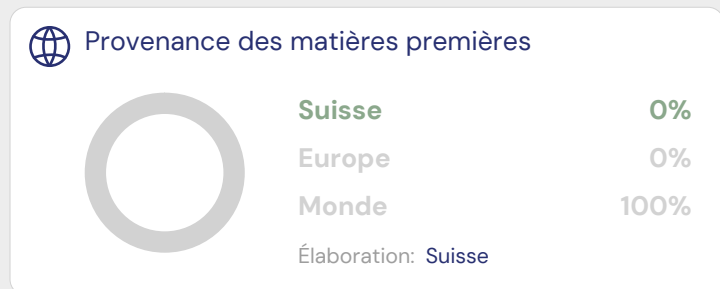 Provenance des matières premières
Suisse 0%
Europe 0%
Monde 100%
Élaboration: Suisse